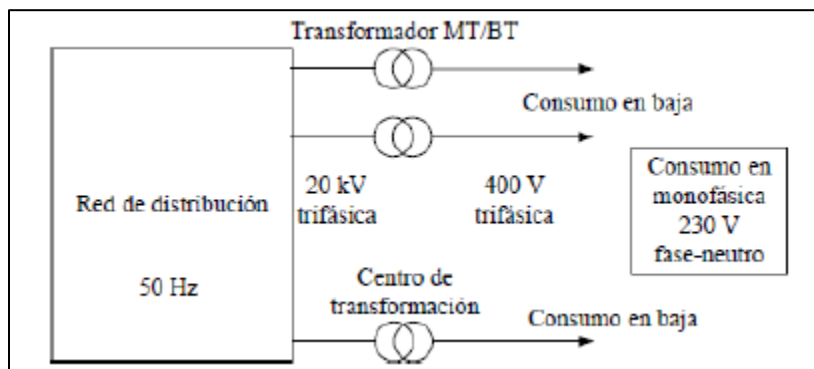 Transformador MT/BT
Consumo en baja
Red de distribución
50 Hz
20 kV
trifásica
400 V
trifásica
Consumo en
monofásica
230 V
fase-neutro
Centro de
transformación
Consumo en baja